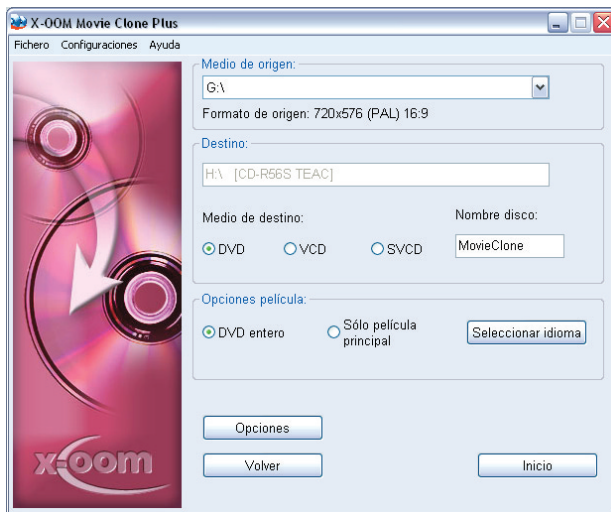 X-OOM Movie Clone Plus
Fichero Configuraciones Ayuda
Medio de origen:
G:\
Formato de origen: 720x576 (PAL) 16:9
Destino:
H:\ [CD-R56S TEAC]
Medio de destino:
Nombre disco:
DVD VCD SVCD
MovieClone
Opciones película:
DVD entero
Sólo película
principal
Seleccionar idioma
Opciones
Volver
Inicio
x-oom